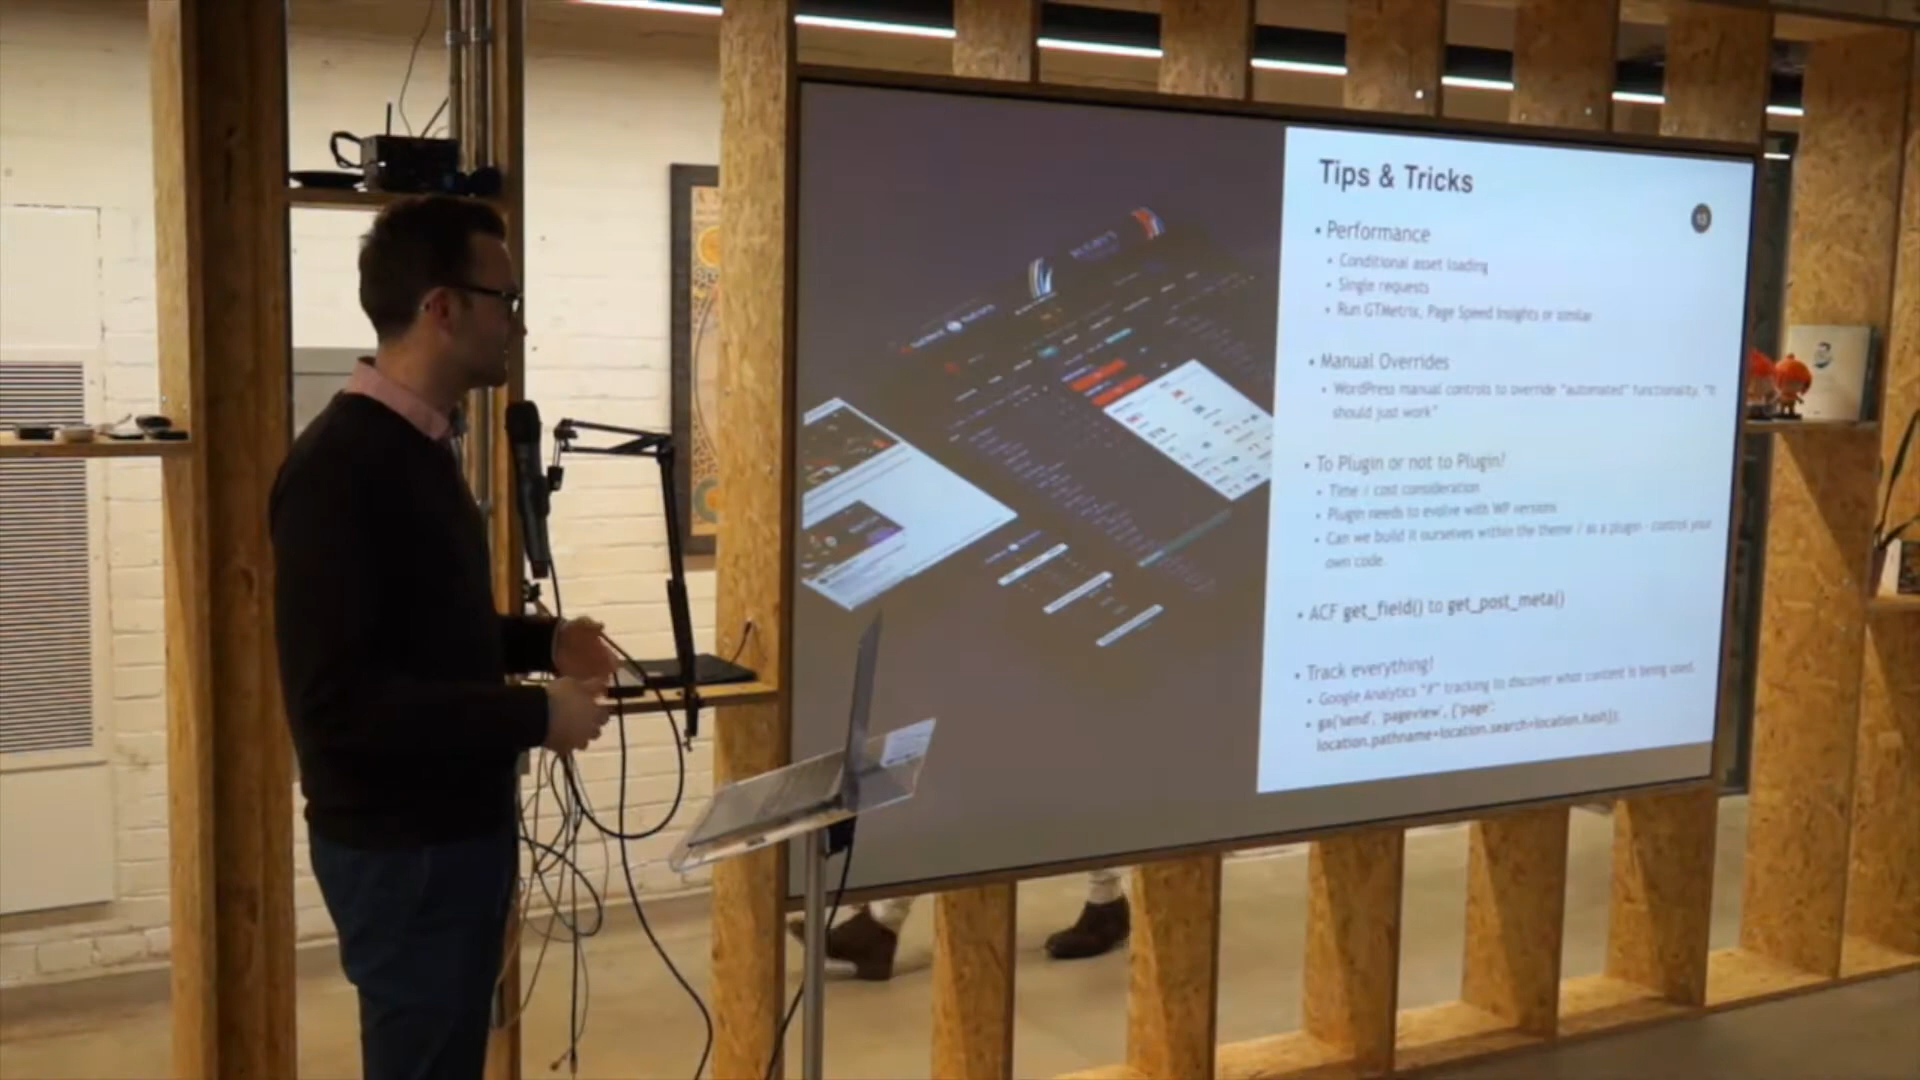 Tips & Tricks
13
• Performance
• Conditional asset loading
• Single requests
• Run GTMetrix, Page Speed Insights or similar
• Manual Overrides
• WordPress manual controls to override "automated" functionality. "It
should just work"
• To Plugin or not to Plugin!
• Time / cost consideration
• Plugin needs to evolve with WP versions
• Can we build it ourselves within the theme / as a plugin - control your
own code.
• ACF get_field() to get_post_meta()
• Track everything!
• Google Analytics "#" tracking to discover what content is being used.
• ga('send', 'pageview', {'page':
location.pathname+location.search+location.hash});